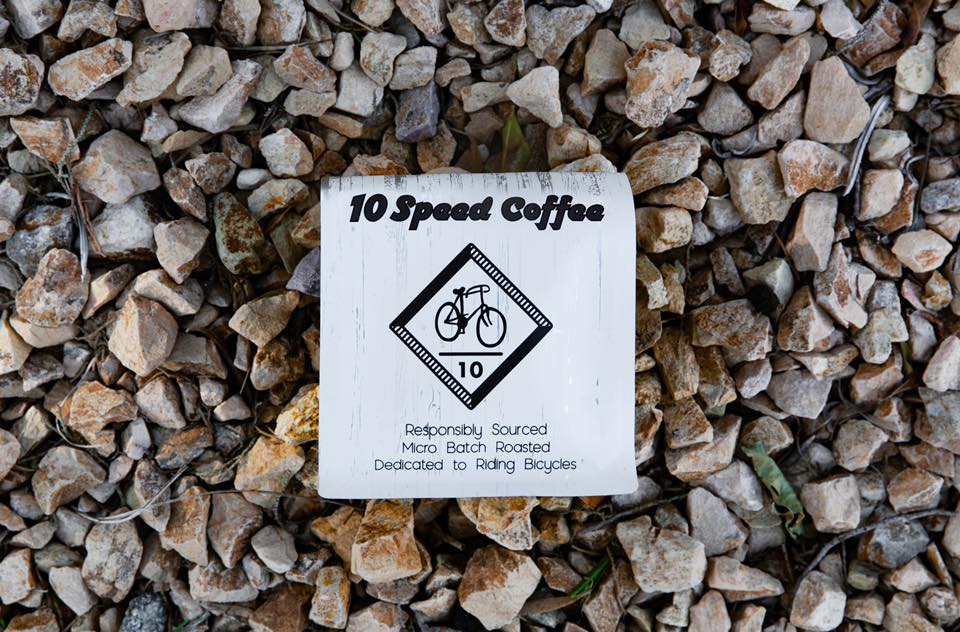 10 Speed Coffee
10
Responsibly Sourced
Micro Batch Roasted
Dedicated to Riding Bicycles